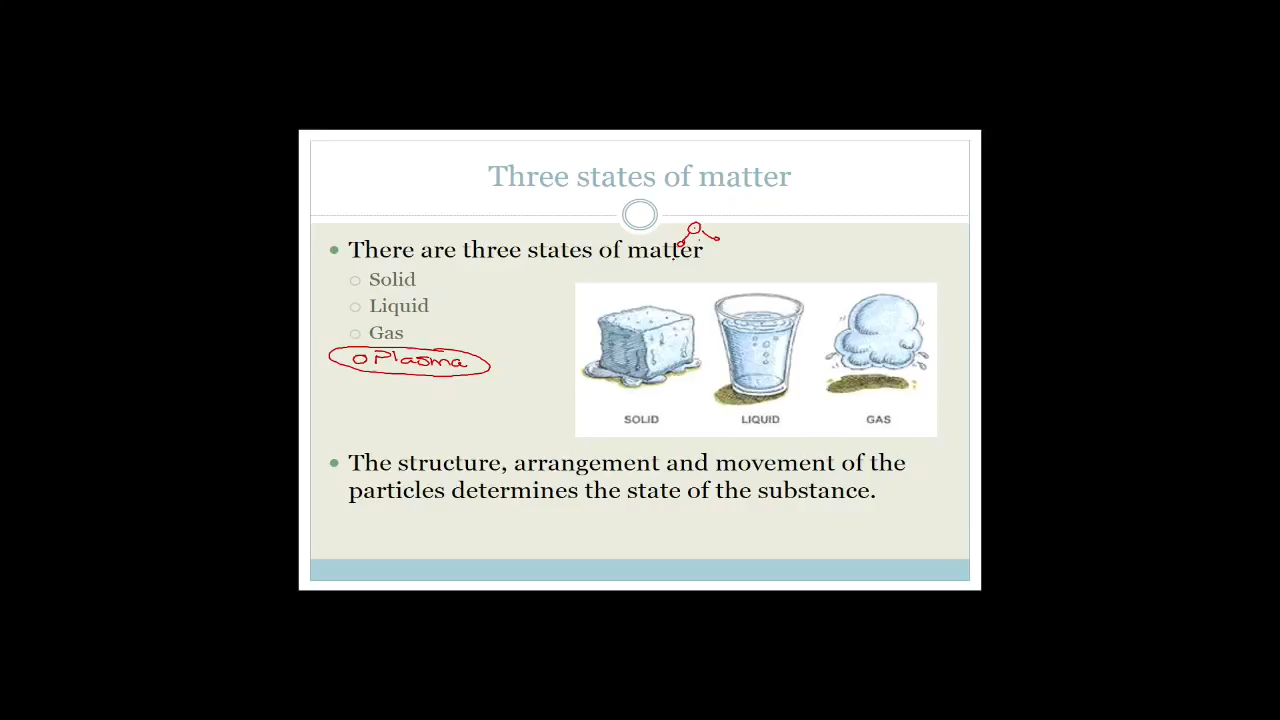 Three states of matter
There are three states of matter
Solid
Liquid
Gas
Plasma
SOLID LIQUID GAS
The structure, arrangement and movement of the
particles determines the state of the substance.